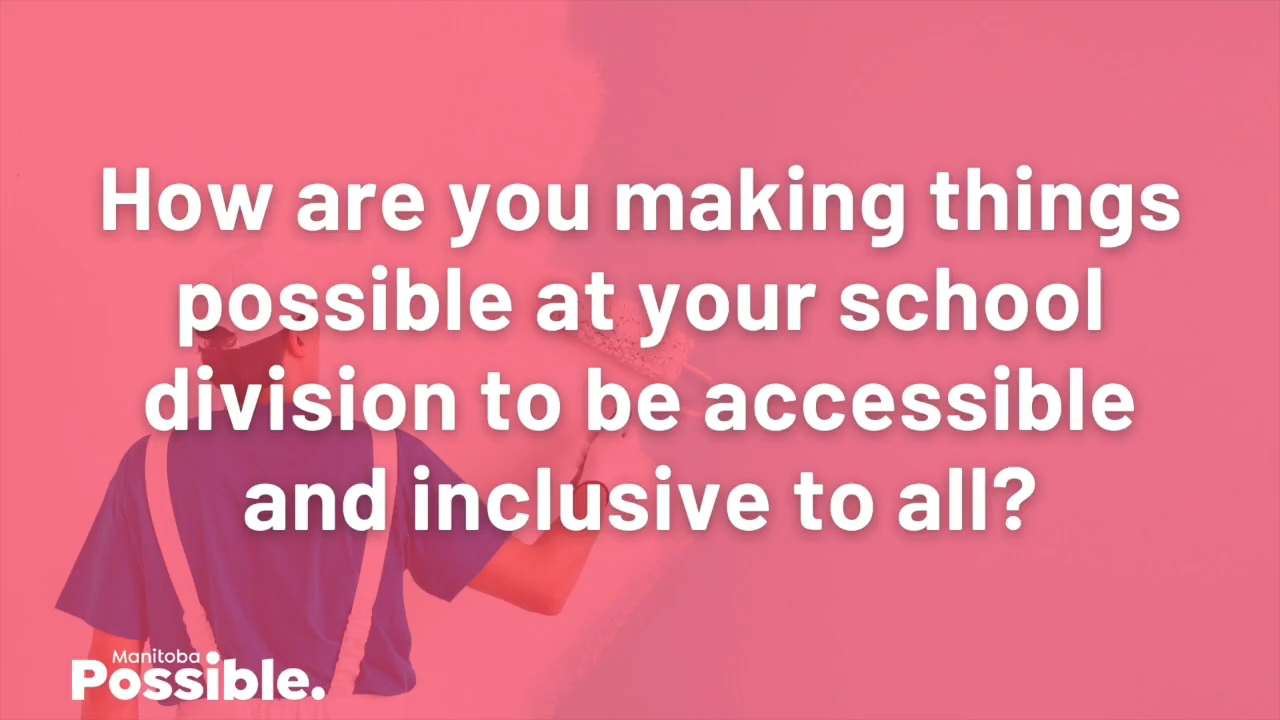 How are you making things
possible at your school
division to be accessible
and inclusive to all?
Manitoba
Possible.